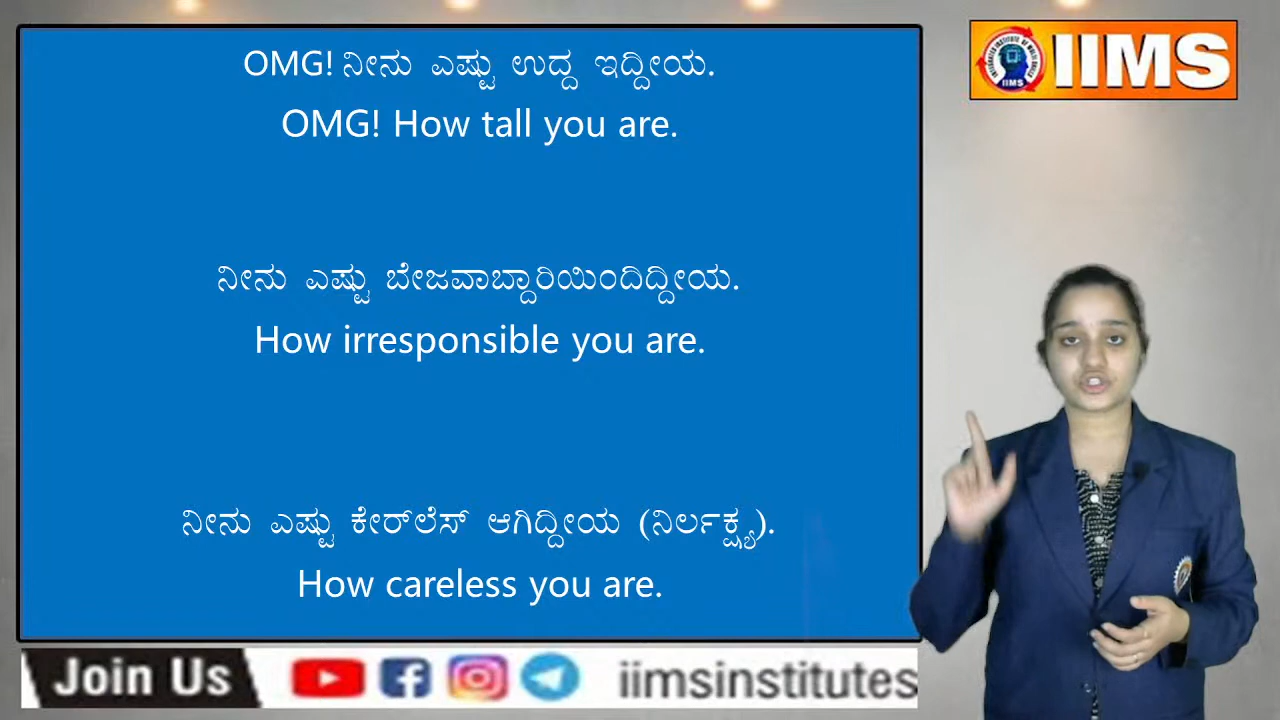 OMG! ನೀನು ಎಷ್ಟು ಉದ್ದ ಇದ್ದೀಯ.
OMG! How tall you are.
ನೀನು ಎಷ್ಟು ಬೇಜವಾಬ್ದಾರಿಯಿಂದಿದ್ದೀಯ.
How irresponsible you are.
ನೀನು ಎಷ್ಟು ಕೇರ್‌ಲೆಸ್ ಆಗಿದ್ದೀಯ (ನಿರ್ಲಕ್ಷ್ಯ).
How careless you are.
IIMS
IIMS
Join Us
iimsinstitutes